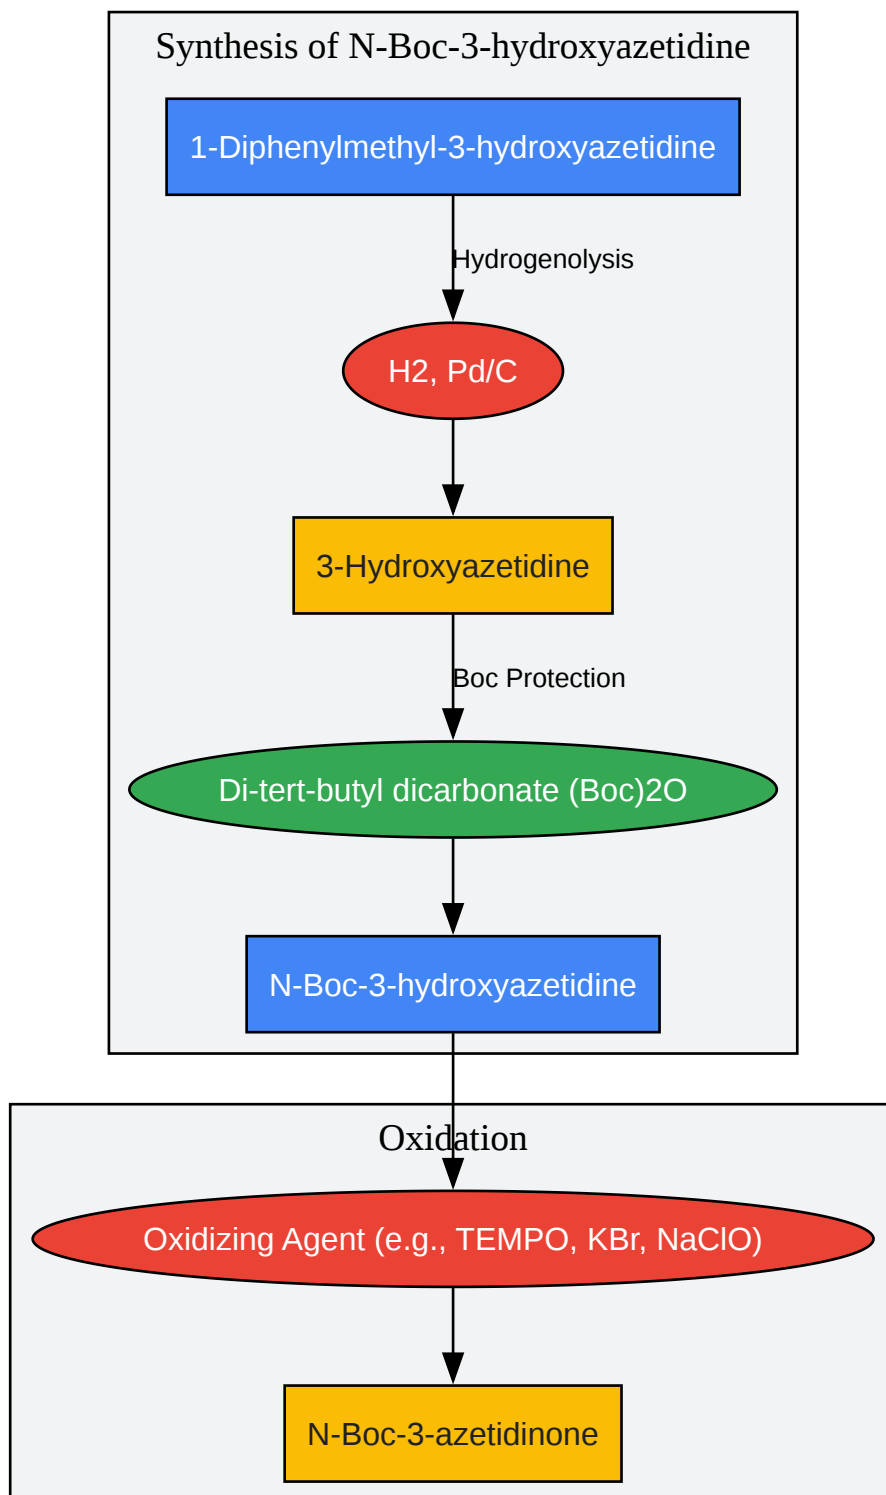 Synthesis of N-Boc-3-hydroxyazetidine
1-Diphenylmethyl-3-hydroxyazetidine
Hydrogenolysis
H2, Pd/C
3-Hydroxyazetidine
Boc Protection
Di-tert-butyl dicarbonate (Boc)2O
N-Boc-3-hydroxyazetidine
Oxidation
Oxidizing Agent (e.g., TEMPO, KBr, NaClO)
N-Boc-3-azetidinone